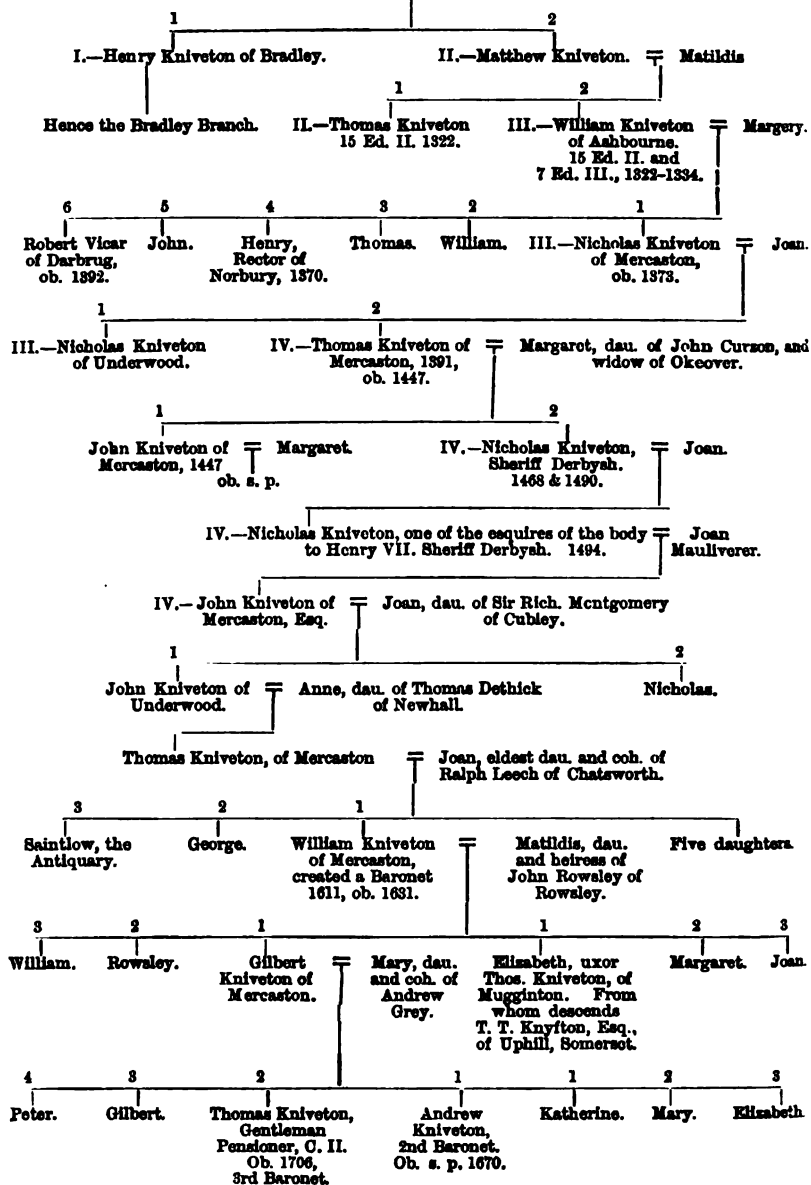 1 2
I.—Henry Kniveton of Bradley. II.—Matthew Kniveton. = Matildis
1 2
Hence the Bradley Branch. II.—Thomas Kniveton III.—William Kniveton = Margery.
15 Ed. II. 1322. of Ashbourne.
15 Ed. II. and
7 Ed. III., 1322-1334.
6 5 4 3 2 1
Robert Vicar John. Henry, Thomas. William. III.—Nicholas Kniveton = Joan.
of Darbrug, Rector of of Mercaston,
ob. 1392. Norbury, 1370. ob. 1373.
1 2
III.—Nicholas Kniveton IV.—Thomas Kniveton of = Margaret, dau. of John Curson, and
of Underwood. Mercaston, 1391, widow of Okeover.
ob. 1447.
1 2
John Kniveton of = Margaret. IV.—Nicholas Kniveton, = Joan.
Mercaston, 1447 Sheriff Derbysh.
ob. s. p. 1468 & 1490.
IV.—Nicholas Kniveton, one of the esquires of the body = Joan
to Henry VII. Sheriff Derbysh. 1494. Mauliverer.
IV.—John Kniveton of = Joan, dau. of Sir Rich. Montgomery
Mercaston, Esq. of Cubley.
1 2
John Kniveton of = Anne, dau. of Thomas Dethick Nicholas.
Underwood. of Newhall.
Thomas Kniveton, of Mercaston = Joan, eldest dau. and coh. of
Ralph Leech of Chatsworth.
3 2 1
Saintlow, the George. William Kniveton = Matildis, dau. Five daughters
Antiquary. of Mercaston, and heiress of
created a Baronet John Rowsley of
1611, ob. 1631. Rowsley.
3 2 1 1 2 3
William. Rowsley. Gilbert = Mary, dau. Elizabeth, uxor Margaret. Joan.
Kniveton of and coh. of Thos. Kniveton, of
Mercaston. Andrew Mugginton. From
Grey. whom descends
T. T. Knyfton, Esq.,
of Uphill, Somerset.
4 3 2 1 1 2 3
Peter. Gilbert. Thomas Kniveton, Andrew Katherine. Mary. Elizabeth
Gentleman Kniveton,
Pensioner, C. II. 2nd Baronet.
Ob. 1706, Ob. s. p. 1670.
3rd Baronet.